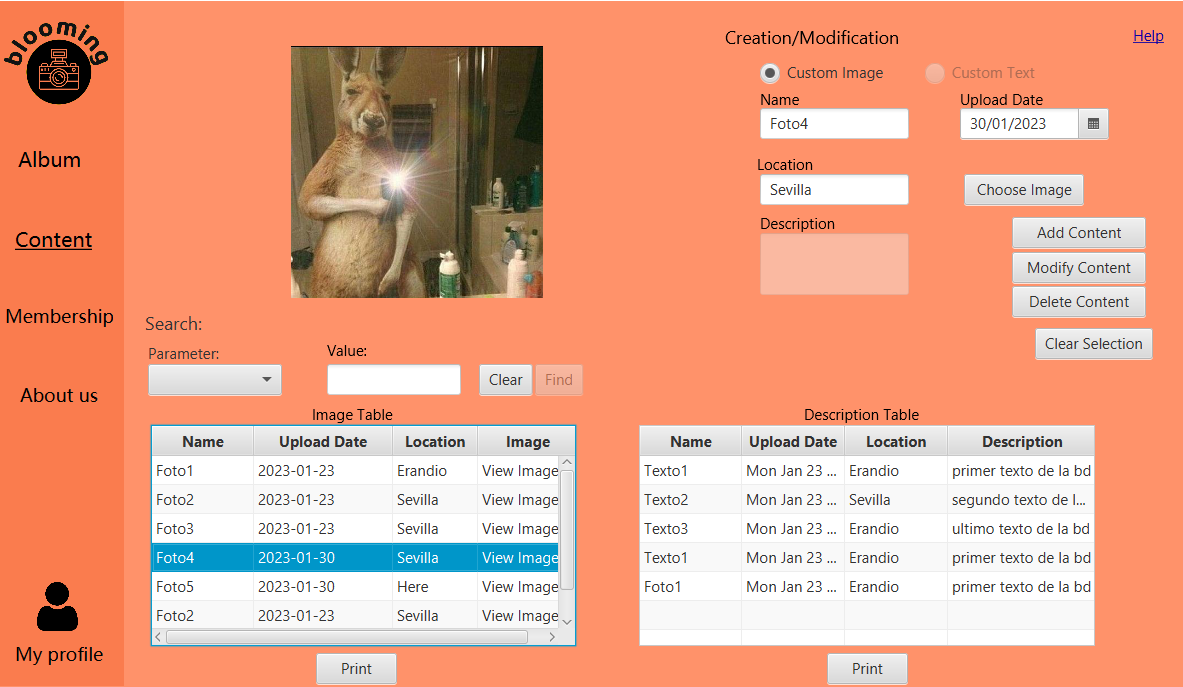 blooming
Album
Content
Membership
About us
My profile
Creation/Modification
Help
Custom Image
Custom Text
Name
Upload Date
Foto4
30/01/2023
Location
Sevilla
Choose Image
Description
Add Content
Modify Content
Delete Content
Clear Selection
Search:
Parameter:
Value:
Clear
Find
Image Table
Name Upload Date Location Image
Foto1 2023-01-23 Erandio View Image
Foto2 2023-01-23 Sevilla View Image
Foto3 2023-01-23 Sevilla View Image
Foto4 2023-01-30 Sevilla View Image
Foto5 2023-01-30 Here View Image
Foto2 2023-01-23 Sevilla View Image
Print
Description Table
Name Upload Date Location Description
Texto1 Mon Jan 23 ... Erandio primer texto de la bd
Texto2 Mon Jan 23 ... Sevilla segundo texto de l...
Texto3 Mon Jan 23 ... Erandio ultimo texto de la bd
Texto1 Mon Jan 23 ... Erandio primer texto de la bd
Foto1 Mon Jan 23 ... Erandio primer texto de la bd
Print